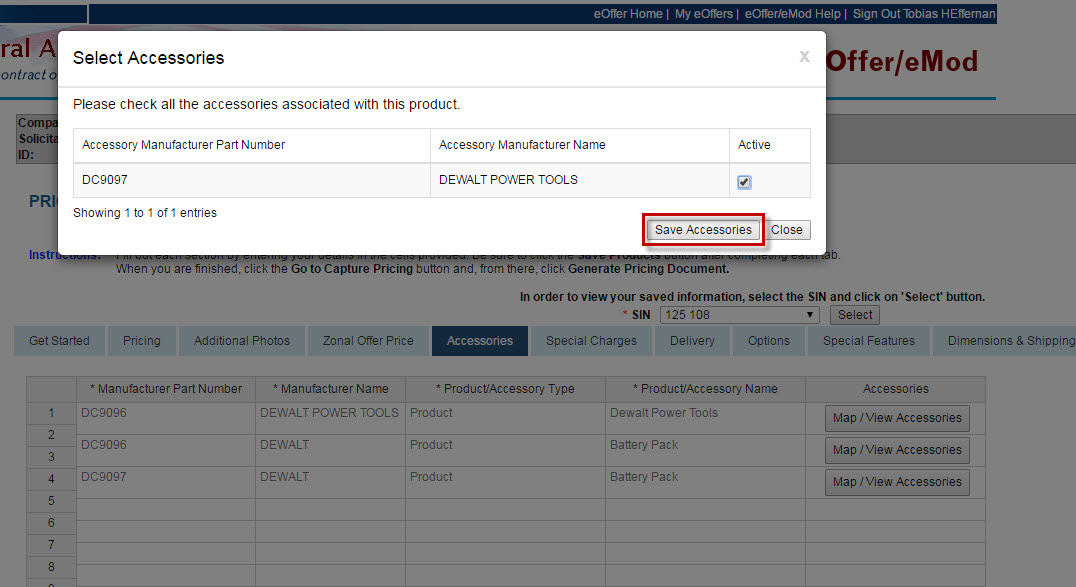 eOffer Home | My eOffers | eOffer/eMod Help | Sign Out Tobias HEffernan
ral A
ontract o
Offer/eMod
Select Accessories
X
Please check all the accessories associated with this product.
Accessory Manufacturer Part Number Accessory Manufacturer Name Active
DC9097 DEWALT POWER TOOLS
Showing 1 to 1 of 1 entries
Save Accessories Close
Compa
Solicita
ID:
PRI
Instructions: Fill out each section by entering your details in the cells provided. Be sure to click the Save Products button after completing each tab.
When you are finished, click the Go to Capture Pricing button and, from there, click Generate Pricing Document.
In order to view your saved information, select the SIN and click on 'Select' button.
* SIN 125 108 Select
Get Started Pricing Additional Photos Zonal Offer Price Accessories Special Charges Delivery Options Special Features Dimensions & Shipping
* Manufacturer Part Number * Manufacturer Name * Product/Accessory Type * Product/Accessory Name Accessories
1 DC9096 DEWALT POWER TOOLS Product Dewalt Power Tools Map / View Accessories
2 DC9096 DEWALT Product Battery Pack Map / View Accessories
3
4 DC9097 DEWALT Product Battery Pack Map / View Accessories
5
6
7
8